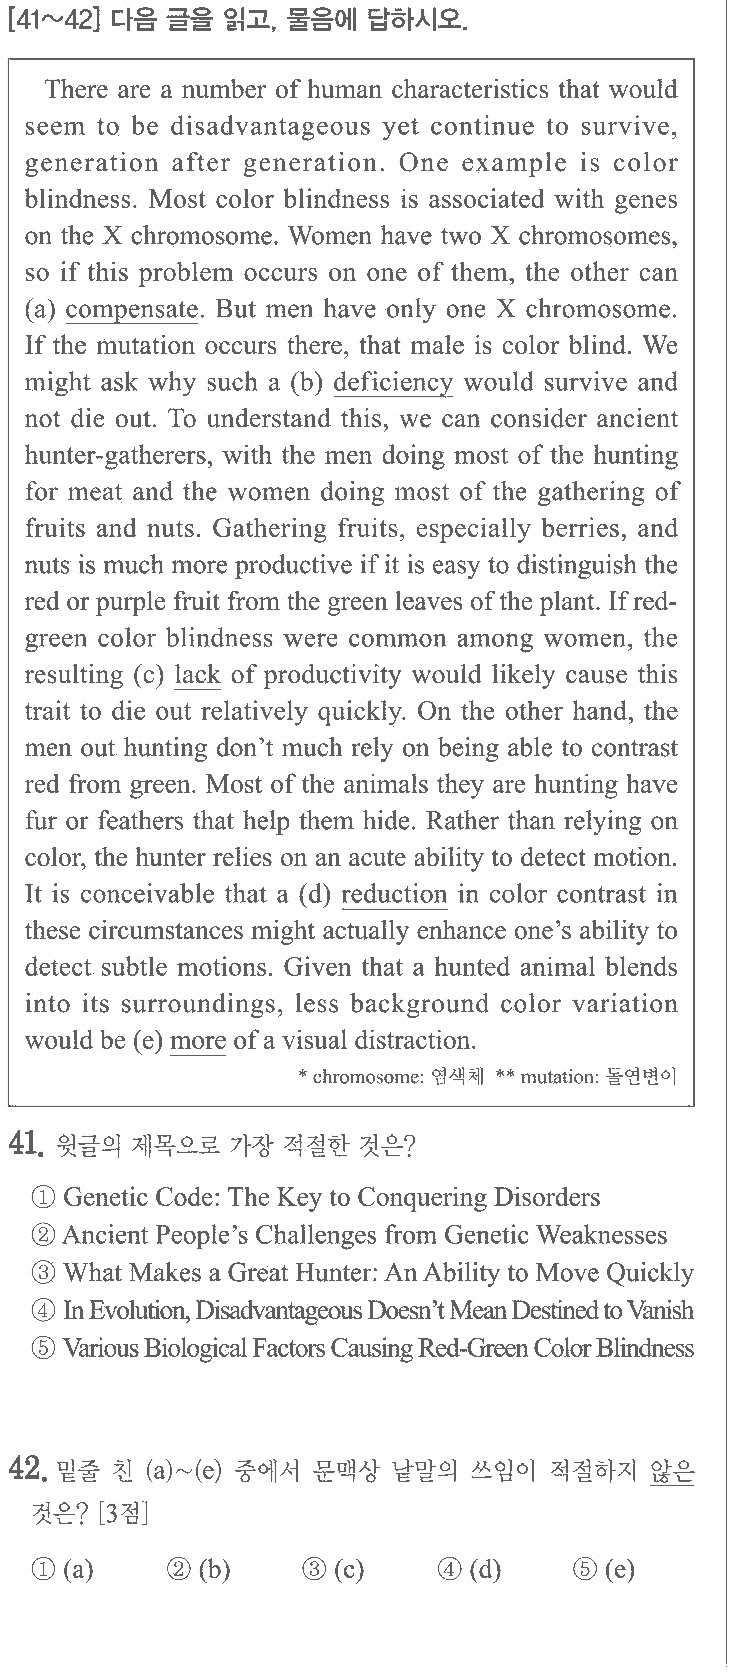 [41~42] 다음 글을 읽고, 물음에 답하시오.
There are a number of human characteristics that would
seem to be disadvantageous yet continue to survive,
generation after generation. One example is color
blindness. Most color blindness is associated with genes
on the X chromosome. Women have two X chromosomes,
so if this problem occurs on one of them, the other can
(a) compensate. But men have only one X chromosome.
If the mutation occurs there, that male is color blind. We
might ask why such a (b) deficiency would survive and
not die out. To understand this, we can consider ancient
hunter-gatherers, with the men doing most of the hunting
for meat and the women doing most of the gathering of
fruits and nuts. Gathering fruits, especially berries, and
nuts is much more productive if it is easy to distinguish the
red or purple fruit from the green leaves of the plant. If red-
green color blindness were common among women, the
resulting (c) lack of productivity would likely cause this
trait to die out relatively quickly. On the other hand, the
men out hunting don't much rely on being able to contrast
red from green. Most of the animals they are hunting have
fur or feathers that help them hide. Rather than relying on
color, the hunter relies on an acute ability to detect motion.
It is conceivable that a (d) reduction in color contrast in
these circumstances might actually enhance one's ability to
detect subtle motions. Given that a hunted animal blends
into its surroundings, less background color variation
would be (e) more of a visual distraction.
* chromosome: 염색체 ** mutation: 돌연변이
41. 윗글의 제목으로 가장 적절한 것은?
① Genetic Code: The Key to Conquering Disorders
② Ancient People's Challenges from Genetic Weaknesses
③ What Makes a Great Hunter: An Ability to Move Quickly
④ In Evolution, Disadvantageous Doesn't Mean Destined to Vanish
⑤ Various Biological Factors Causing Red-Green Color Blindness
42. 밑줄 친 (a)~(e) 중에서 문맥상 낱말의 쓰임이 적절하지 않은
것은? [3점]
① (a) ② (b) ③ (c) ④ (d) ⑤ (e)